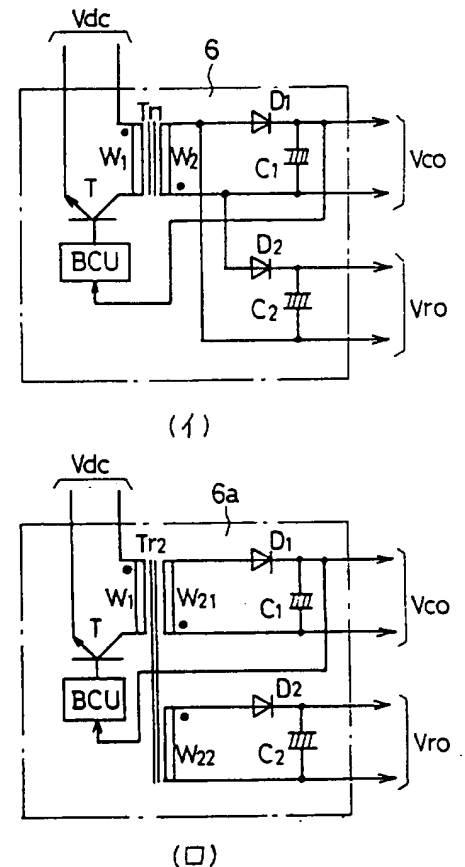 Vdc
6
Tr1
D1
W1
W2
C1
Vco
T
BCU
D2
C2
Vro
(イ)
Vdc
6a
Tr2
D1
W1
W21
C1
Vco
T
BCU
D2
W22
C2
Vro
(ロ)